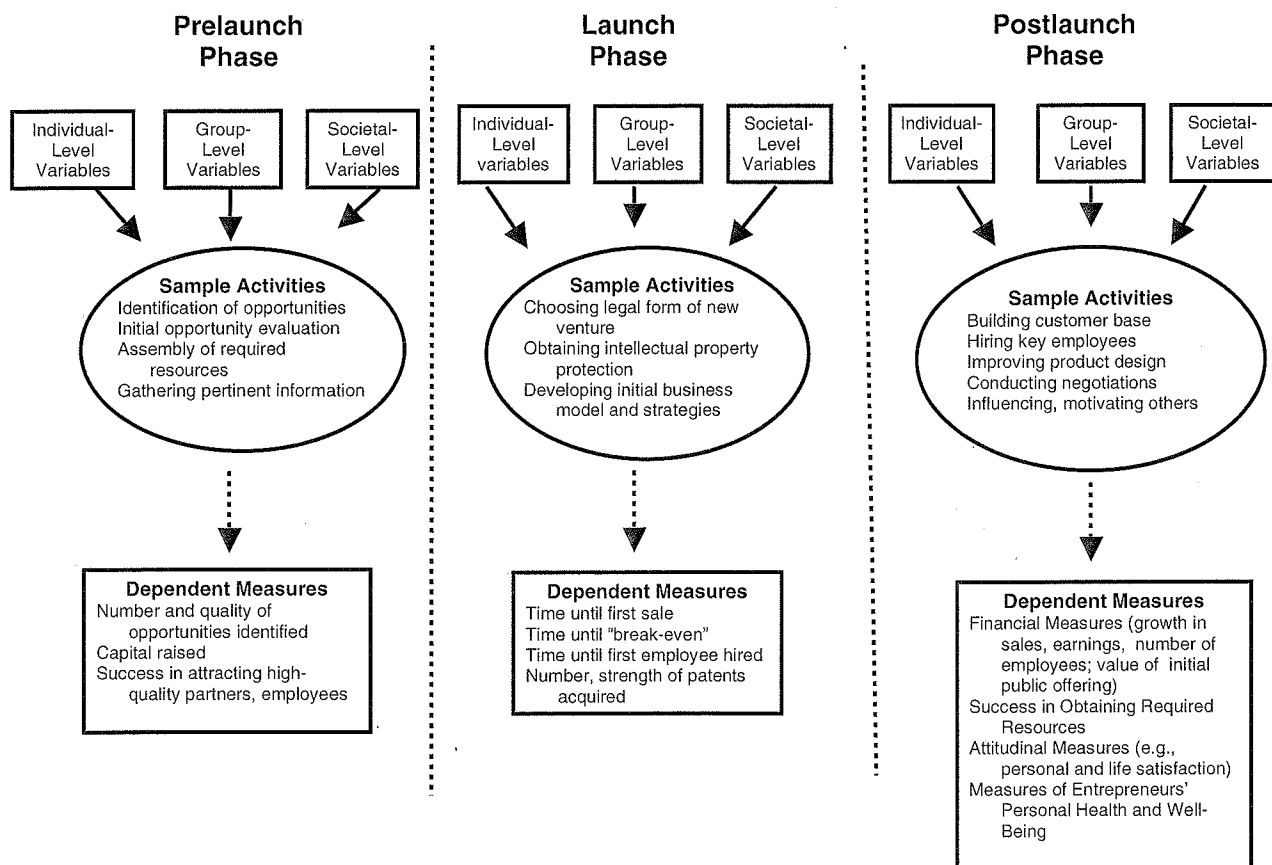 Prelaunch
Phase
Individual-
Level
Variables
Group-
Level
Variables
Societal-
Level
Variables
Sample Activities
Identification of opportunities
Initial opportunity evaluation
Assembly of required
resources
Gathering pertinent information
Dependent Measures
Number and quality of
opportunities identified
Capital raised
Success in attracting high-
quality partners, employees
Launch
Phase
Individual-
Level
variables
Group-
Level
Variables
Societal-
Level
Variables
Sample Activities
Choosing legal form of new
venture
Obtaining intellectual property
protection
Developing initial business
model and strategies
Dependent Measures
Time until first sale
Time until "break-even"
Time until first employee hired
Number, strength of patents
acquired
Postlaunch
Phase
Individual-
Level
Variables
Group-
Level
Variables
Societal-
Level
Variables
Sample Activities
Building customer base
Hiring key employees
Improving product design
Conducting negotiations
Influencing, motivating others
Dependent Measures
Financial Measures (growth in
sales, earnings, number of
employees; value of initial
public offering)
Success in Obtaining Required
Resources
Attitudinal Measures (e.g.,
personal and life satisfaction)
Measures of Entrepreneurs'
Personal Health and Well-
Being